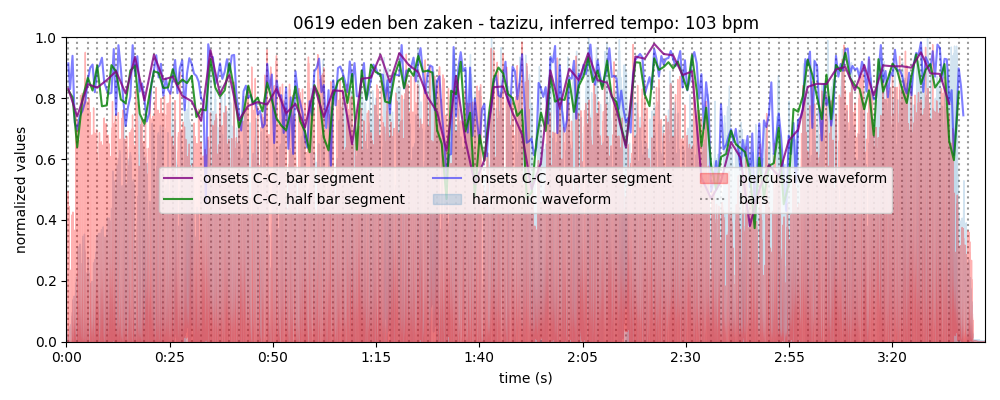 0619 eden ben zaken - tazizu, inferred tempo: 103 bpm
1.0
0.8
0.6
0.4
0.2
0.0
normalized values
onsets C-C, bar segment
onsets C-C, half bar segment
onsets C-C, quarter segment
harmonic waveform
percussive waveform
bars
0:00 0:25 0:50 1:15 1:40 2:05 2:30 2:55 3:20
time (s)